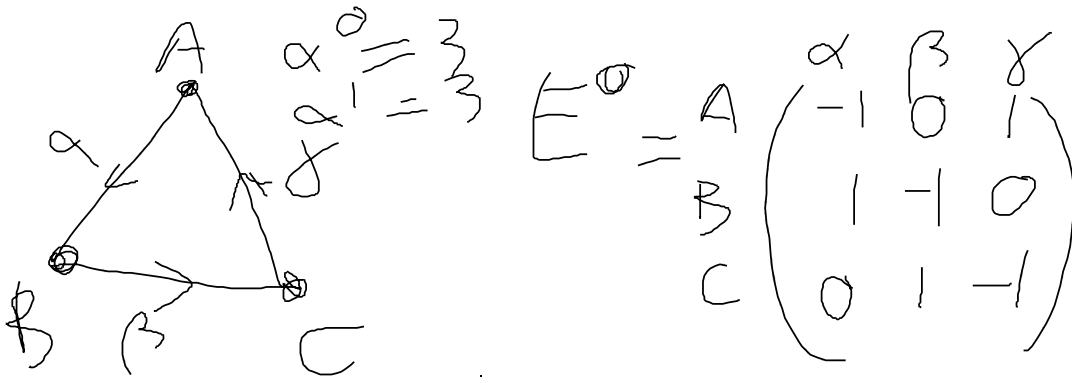 A
α⁰ = 3
α¹ = 3
α
γ
B
β
C
E⁰ =
α β γ
A -1 0 1
B 1 -1 0
C 0 1 -1